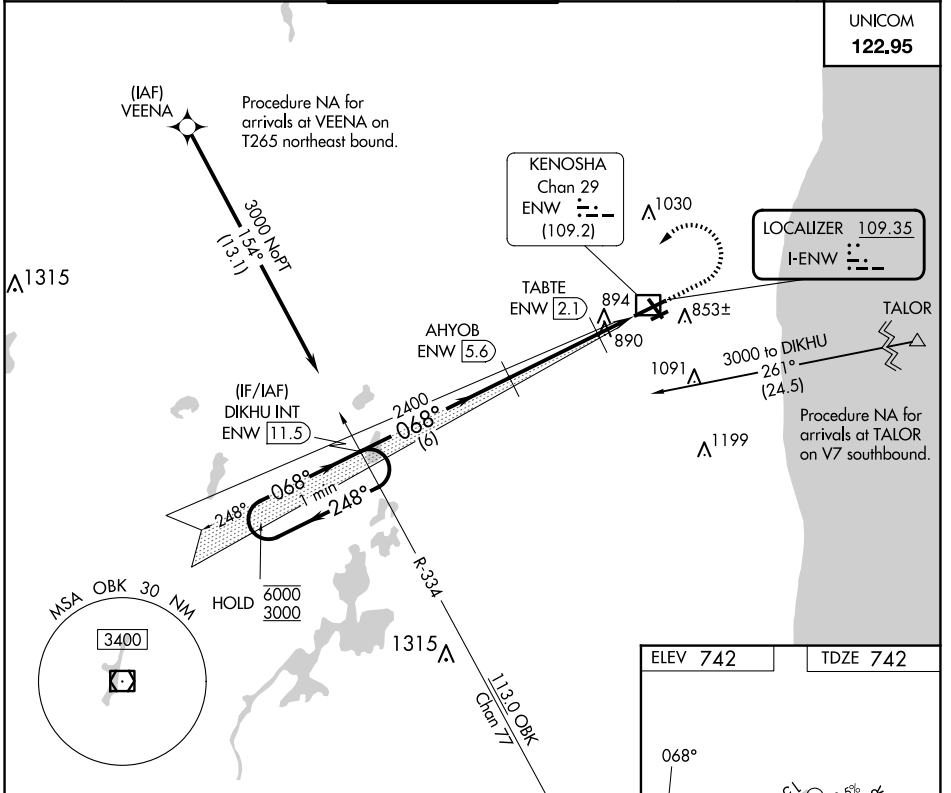 UNICOM
122.95
(IAF)
VEENA
Procedure NA for
arrivals at VEENA on
T265 northeast bound.
3000 NoPT
154°
(13.1)
KENOSHA
Chan 29
ENW
(109.2)
1030
LOCALIZER 109.35
I-ENW
1315
TABTE
ENW 2.1
894
853±
890
TALOR
AHYOB
ENW 5.6
1091
3000 to DIKHU
261°
(24.5)
(IF/IAF)
DIKHU INT
ENW 11.5
2400
068°
(6)
Procedure NA for
arrivals at TALOR
on V7 southbound.
1199
068°
1 min
248°
248°
HOLD 6000
3000
R-334
MSA OBK 30 NM
3400
1315
113.0 OBK
Chan 77
ELEV 742
TDZE 742
068°